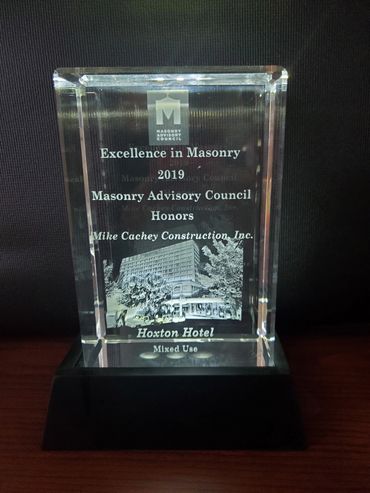 MASONRY
ADVISORY
COUNCIL
Excellence in Masonry
2019
Masonry Advisory Council
Honors
Mike Cachey Construction, Inc.
Hoxton Hotel
Mixed Use